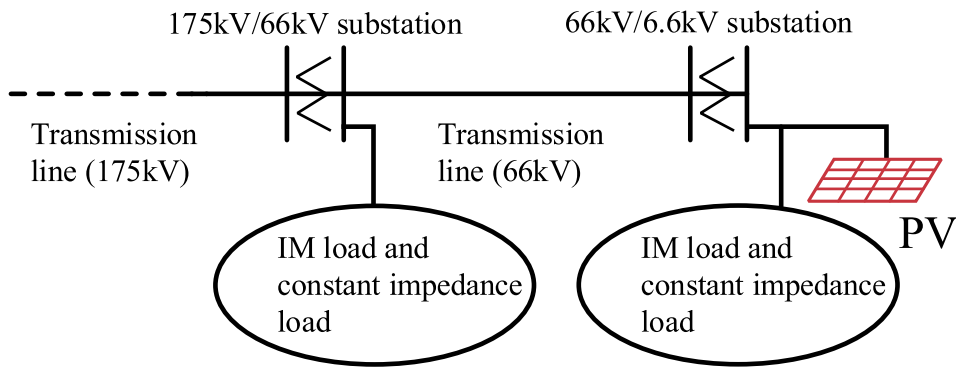 175kV/66kV substation
66kV/6.6kV substation
Transmission
line (175kV)
Transmission
line (66kV)
PV
IM load and
constant impedance
load
IM load and
constant impedance
load